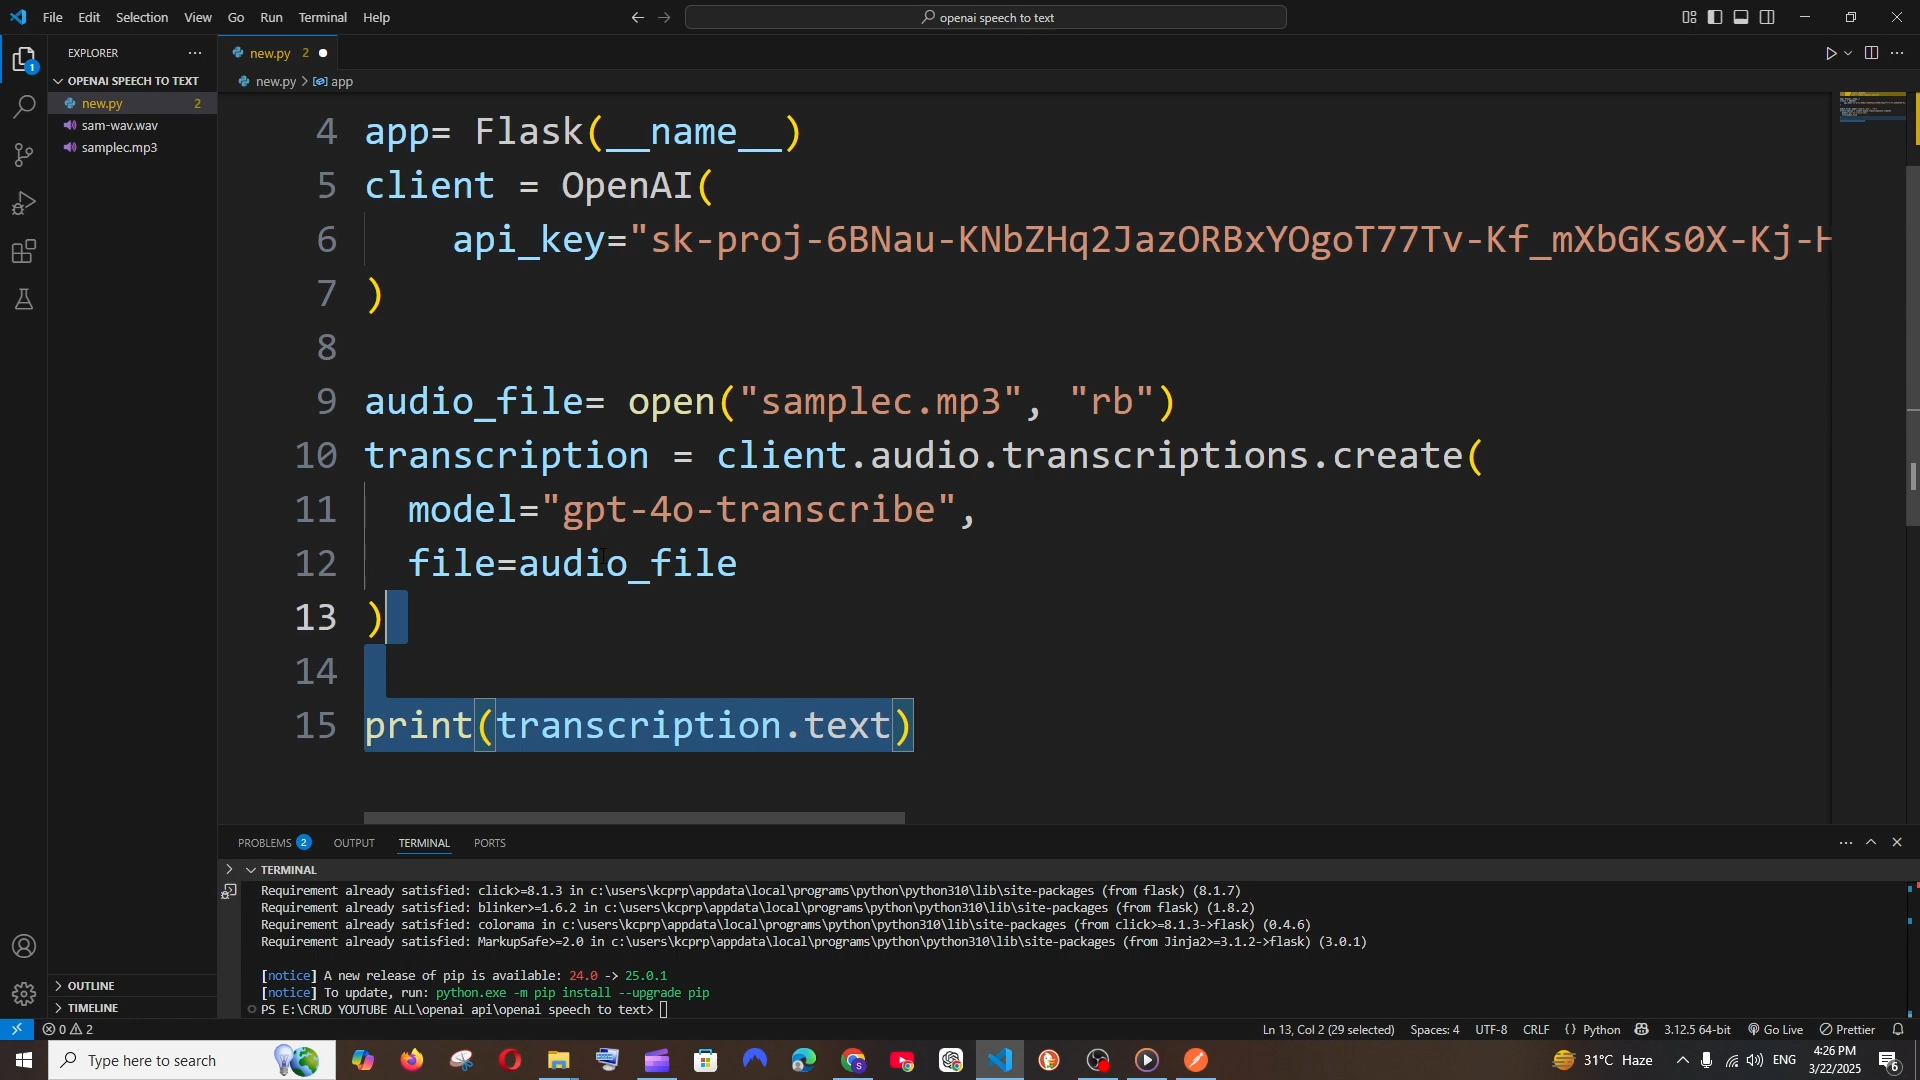 File Edit Selection View Go Run Terminal Help
openai speech to text
EXPLORER
OPENAI SPEECH TO TEXT
new.py 2
sam-wav.wav
samplec.mp3
OUTLINE
TIMELINE
new.py 2
new.py > app
4 app= Flask(__name__)
5 client = OpenAI(
6 api_key="sk-proj-6BNau-KNbZHq2JazORBxYOgoT77Tv-Kf_mXbGKs0X-Kj-H
7 )
8
9 audio_file= open("samplec.mp3", "rb")
10 transcription = client.audio.transcriptions.create(
11 model="gpt-4o-transcribe",
12 file=audio_file
13 )
14
15 print(transcription.text)
PROBLEMS 2 OUTPUT TERMINAL PORTS
TERMINAL
Requirement already satisfied: click>=8.1.3 in c:\users\kcprp\appdata\local\programs\python\python310\lib\site-packages (from flask) (8.1.7)
Requirement already satisfied: blinker>=1.6.2 in c:\users\kcprp\appdata\local\programs\python\python310\lib\site-packages (from flask) (1.8.2)
Requirement already satisfied: colorama in c:\users\kcprp\appdata\local\programs\python\python310\lib\site-packages (from click>=8.1.3->flask) (0.4.6)
Requirement already satisfied: MarkupSafe>=2.0 in c:\users\kcprp\appdata\local\programs\python\python310\lib\site-packages (from Jinja2>=3.1.2->flask) (3.0.1)
[notice] A new release of pip is available: 24.0 -> 25.0.1
[notice] To update, run: python.exe -m pip install --upgrade pip
PS E:\CRUD YOUTUBE ALL\openai api\openai speech to text>
0 2 Ln 13, Col 2 (29 selected) Spaces: 4 UTF-8 CRLF {} Python 3.12.5 64-bit Go Live Prettier
Type here to search
31°C Haze ENG
4:26 PM
3/22/2025
6